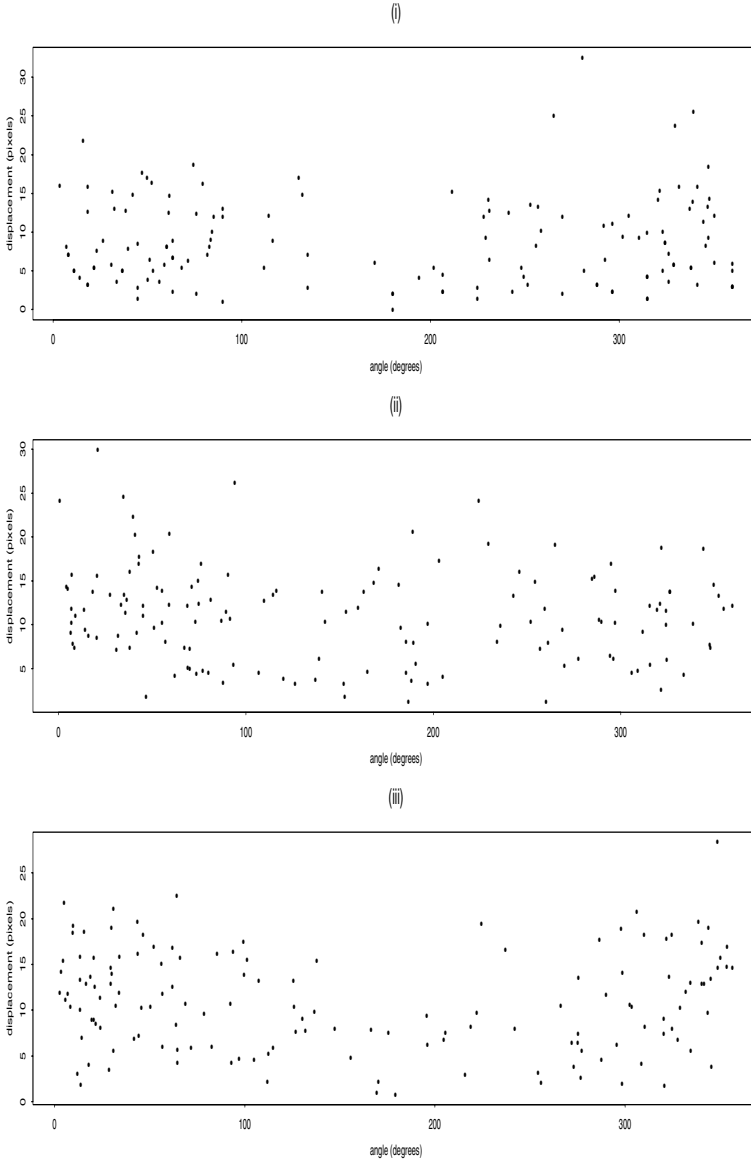 (i)
displacement (pixels)
0 5 10 15 20 25 30
0 100 200 300
angle (degrees)
(ii)
displacement (pixels)
5 10 15 20 25 30
0 100 200 300
angle (degrees)
(iii)
displacement (pixels)
0 5 10 15 20 25
0 100 200 300
angle (degrees)